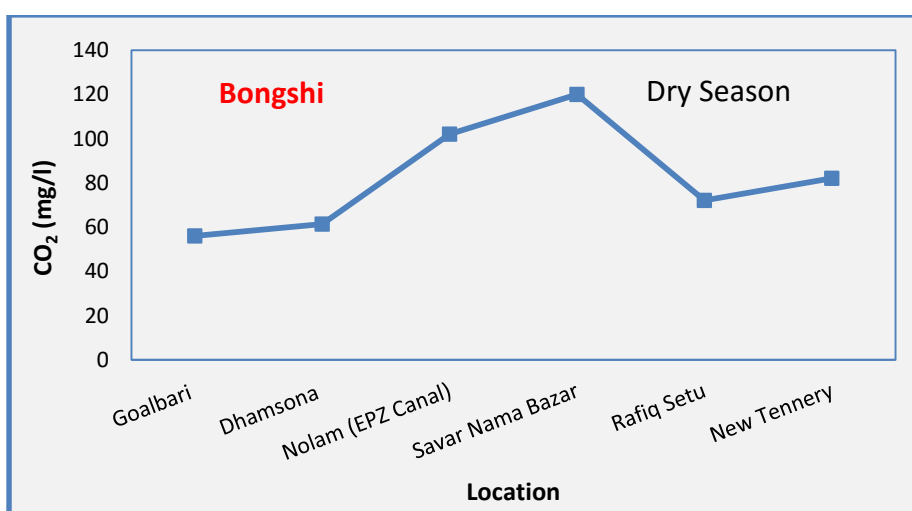 Bongshi
Dry Season
CO₂ (mg/l)
140
120
100
80
60
40
20
0
Goalbari
Dhamsona
Nolam (EPZ Canal)
Savar Nama Bazar
Rafiq Setu
New Tennery
Location